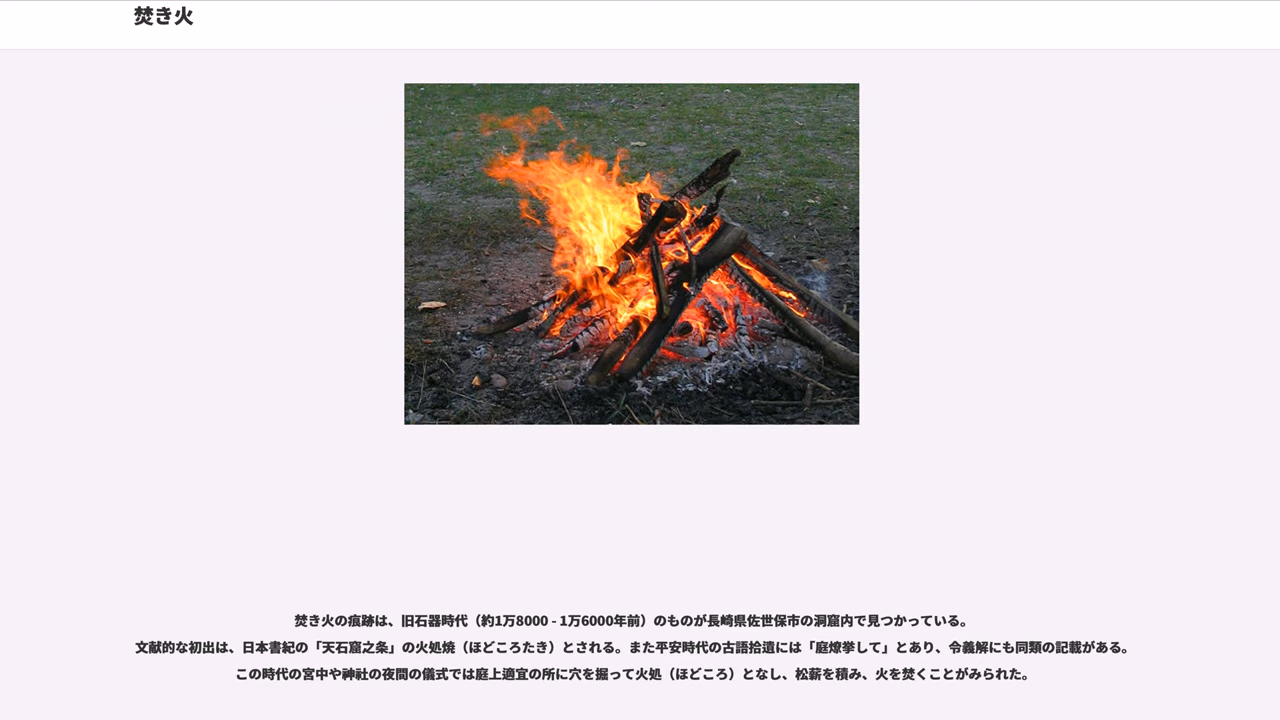 焚き火
焚き火の痕跡は、旧石器時代（約1万8000 - 1万6000年前）のものが長崎県佐世保市の洞窟内で見つかっている。
文献的な初出は、日本書紀の「天石窟之条」の火処焼（ほどころたき）とされる。また平安時代の古語拾遺には「庭燎挙して」とあり、令義解にも同類の記載がある。
この時代の宮中や神社の夜間の儀式では庭上適宜の所に穴を掘って火処（ほどころ）となし、松薪を積み、火を焚くことがみられた。